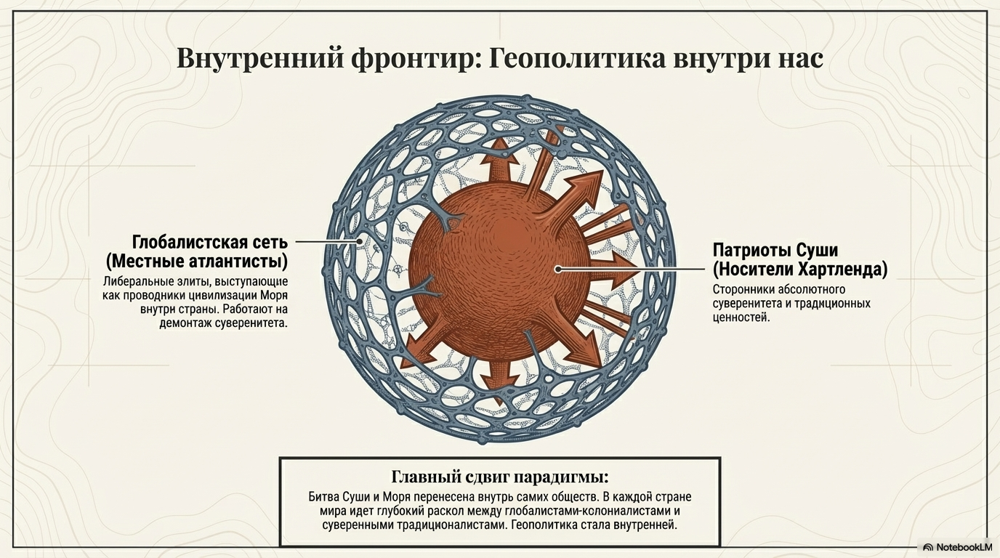 Внутренний фронтир: Геополитика внутри нас
Глобалистская сеть
(Местные атлантисты)
Либеральные элиты, выступающие
как проводники цивилизации Моря
внутри страны. Работают на
демонтаж суверенитета.
Патриоты Суши
(Носители Хартленда)
Сторонники абсолютного
суверенитета и традиционных
ценностей.
Главный сдвиг парадигмы:
Битва Суши и Моря перенесена внутрь самих обществ. В каждой стране
мира идет глубокий раскол между глобалистами-колониалистами и
суверенными традиционалистами. Геополитика стала внутренней.
NotebookLM